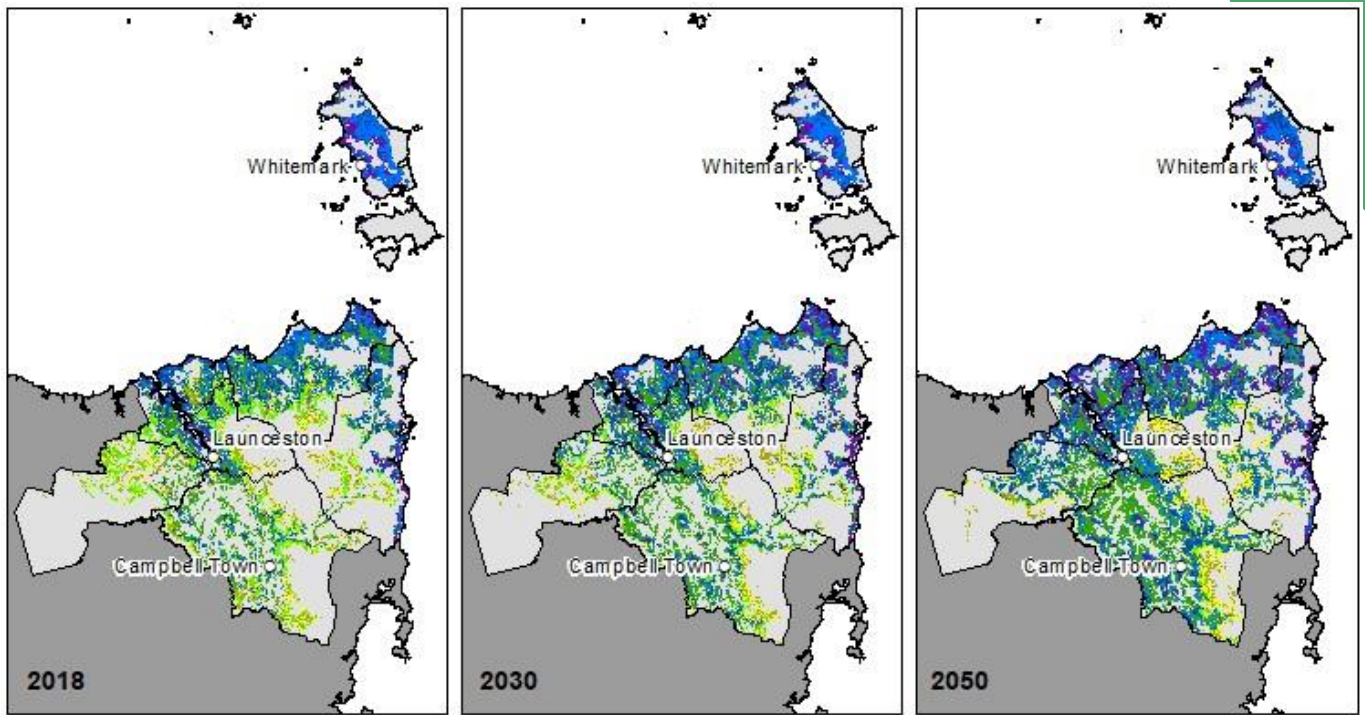 Whitemark
Launceston
Campbell Town
2018
Whitemark
Launceston
Campbell Town
2030
Whitemark
Launceston
Campbell Town
2050